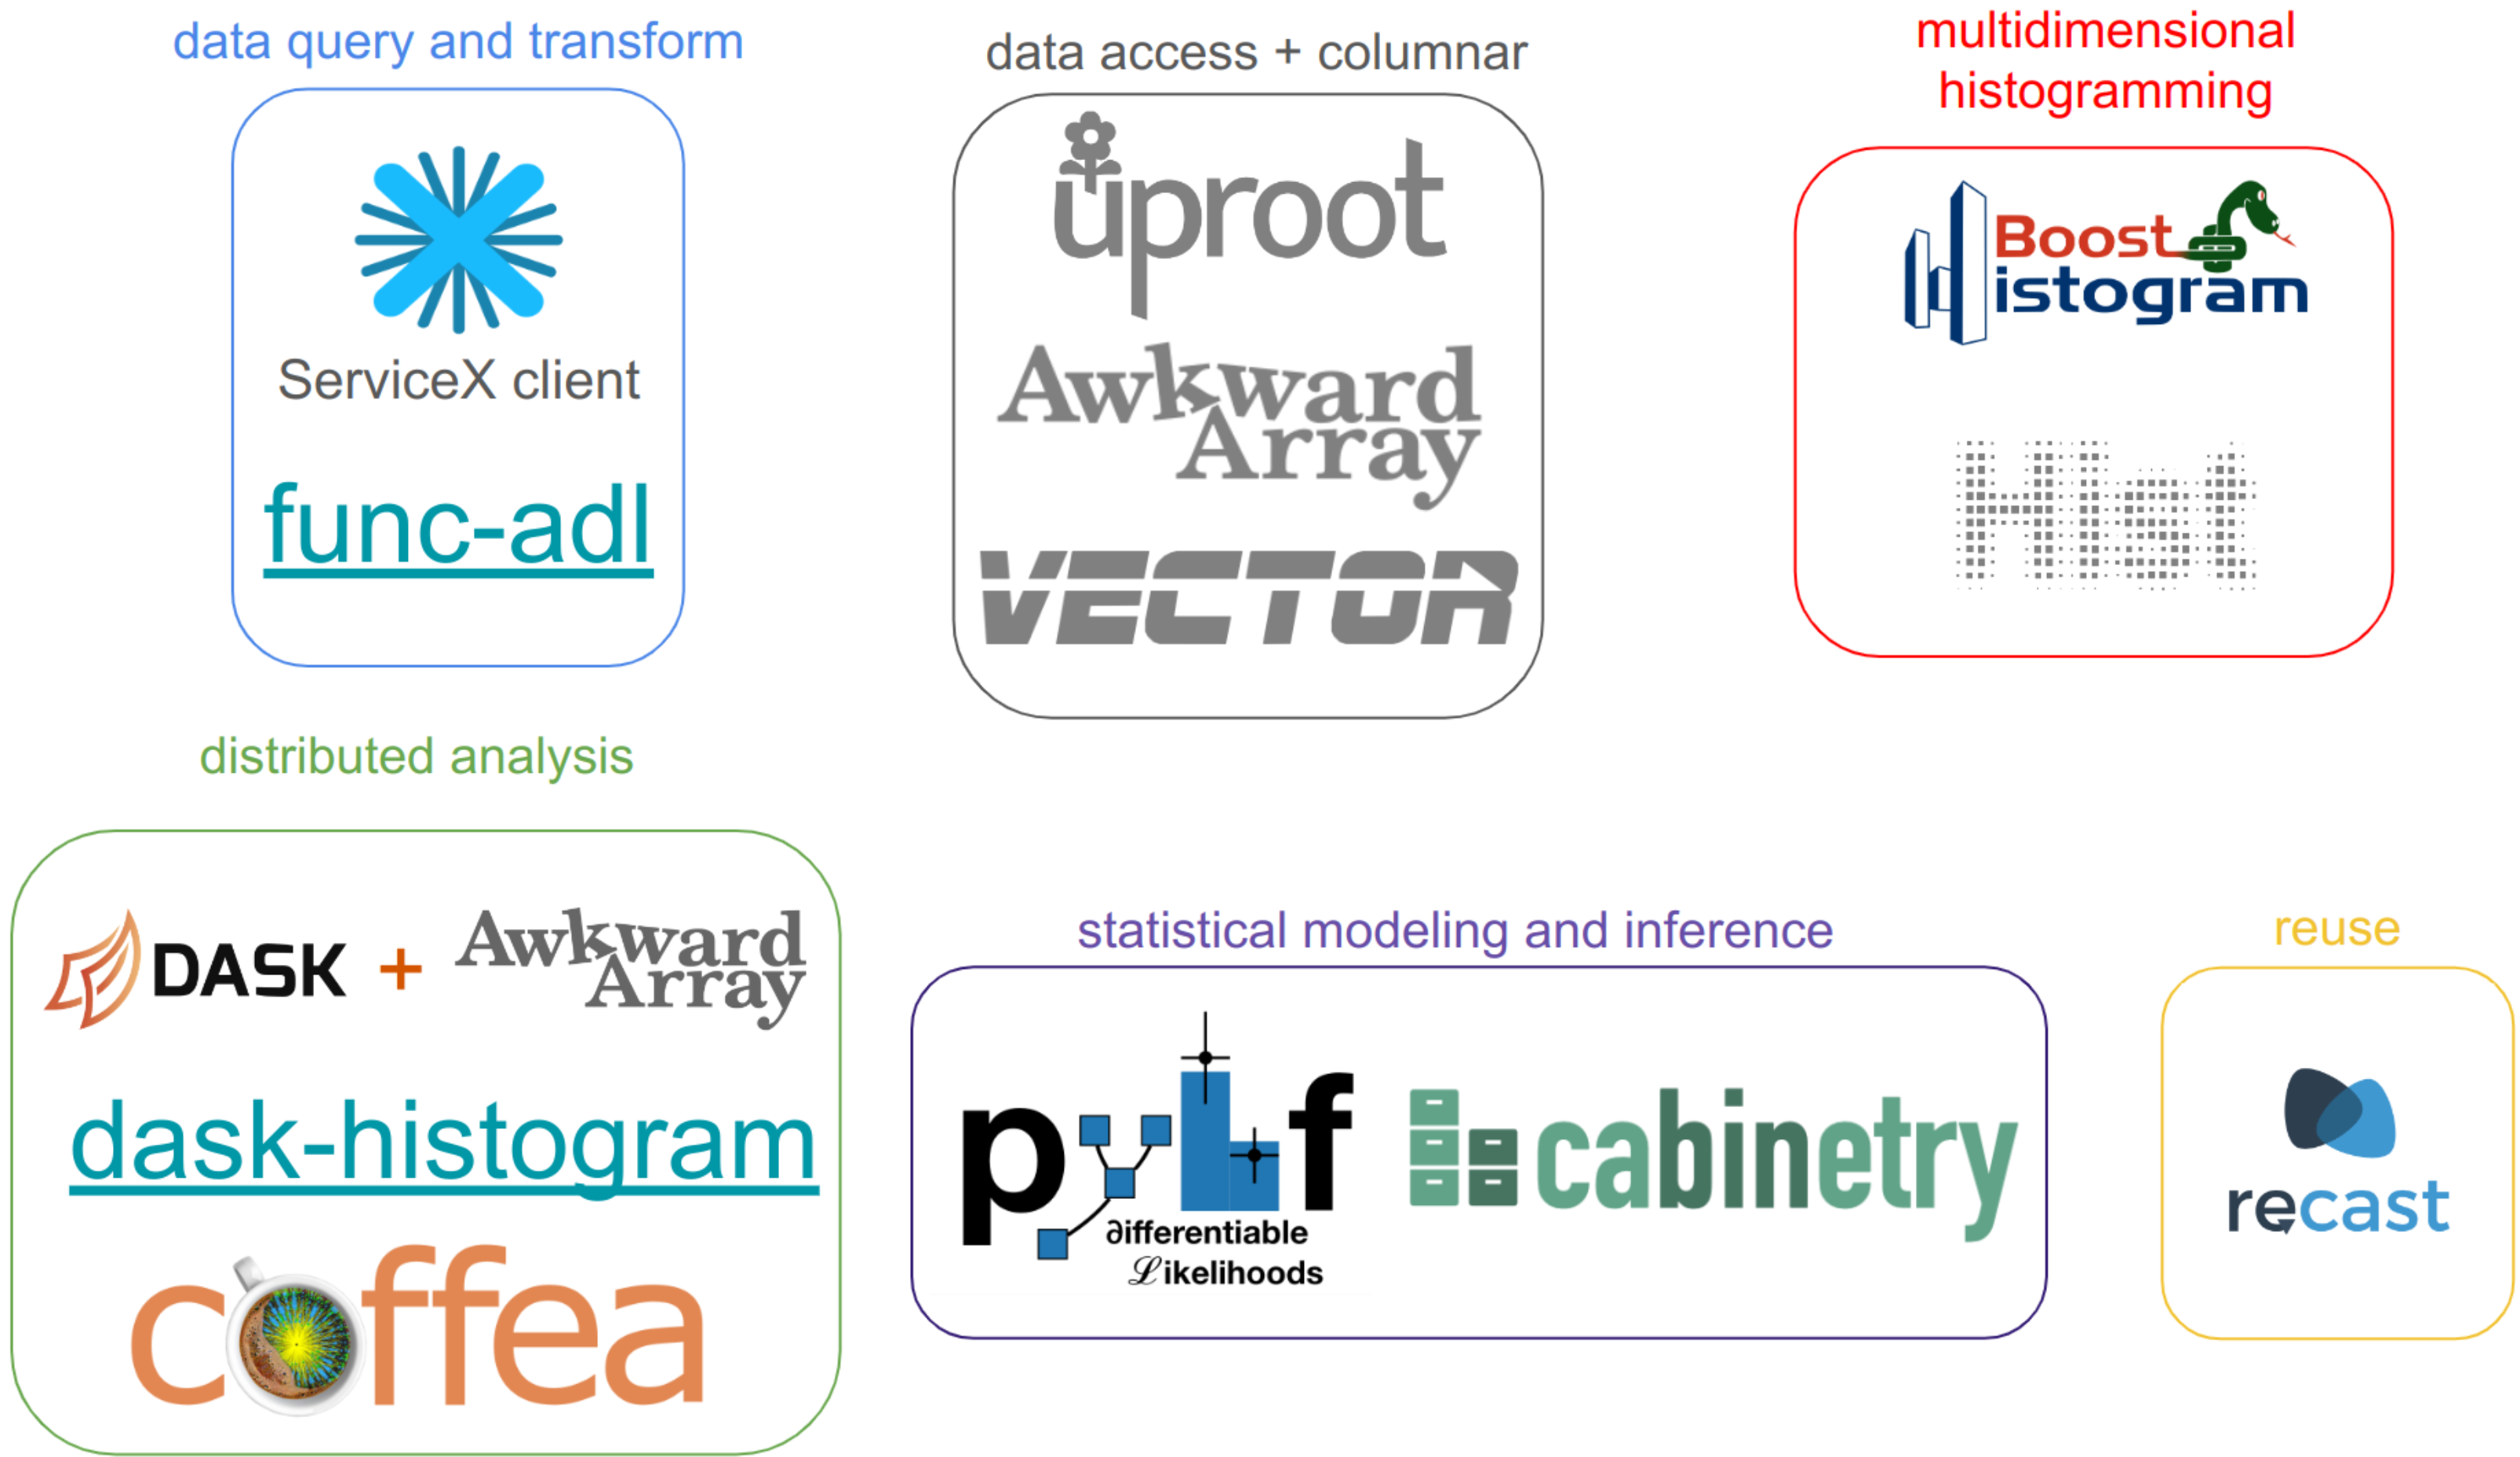 data query and transform
ServiceX client
func-adl
data access + columnar
uproot
Awkward
Array
VECTOR
multidimensional
histogramming
Boost
Histogram
Hist
distributed analysis
DASK + Awkward
Array
dask-histogram
coffea
statistical modeling and inference
pyhf
∂ifferentiable
ℒikelihoods
cabinetry
reuse
recast